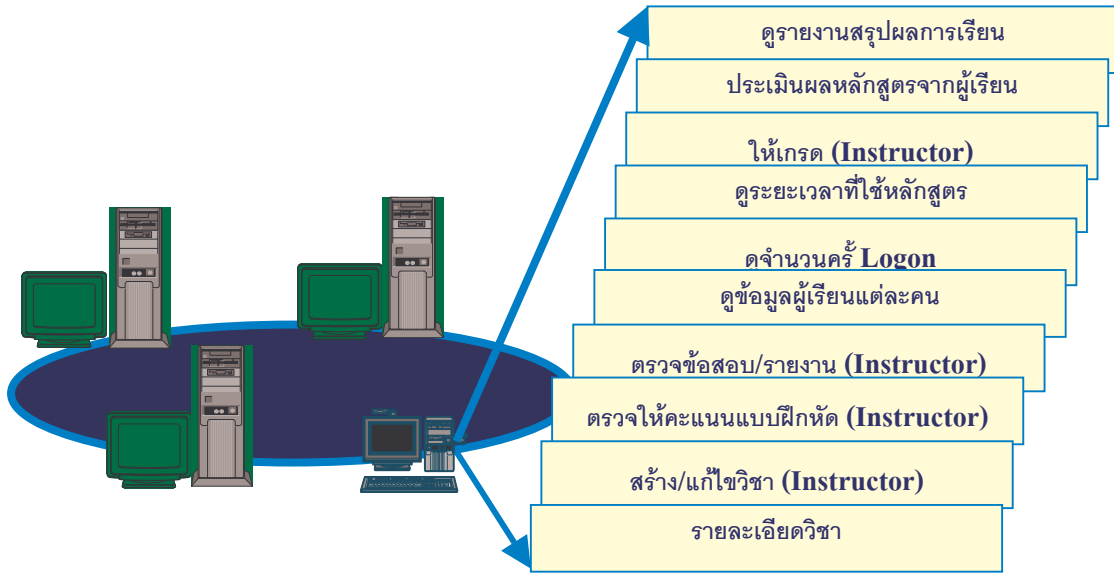 ดูรายงานสรุปผลการเรียน
ประเมินผลหลักสูตรจากผู้เรียน
ให้เกรด (Instructor)
ดูระยะเวลาที่ใช้หลักสูตร
ดูจำนวนครั้ Logon
ดูข้อมูลผู้เรียนแต่ละคน
ตรวจข้อสอบ/รายงาน (Instructor)
ตรวจให้คะแนนแบบฝึกหัด (Instructor)
สร้าง/แก้ไขวิชา (Instructor)
รายละเอียดวิชา